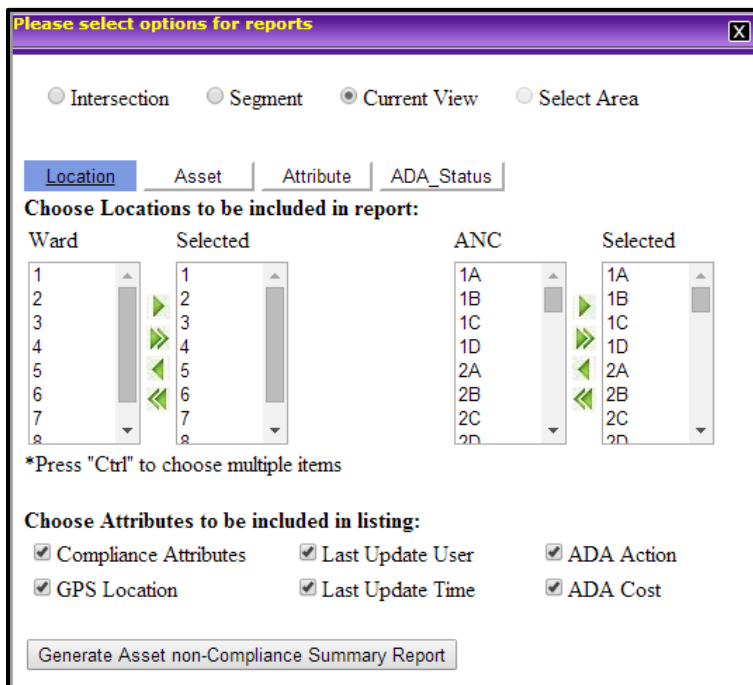 Please select options for reports
X
Intersection Segment Current View Select Area
Location Asset Attribute ADA_Status
Choose Locations to be included in report:
Ward Selected ANC Selected
1 1 1A 1A
2 2 1B 1B
3 3 1C 1C
4 4 1D 1D
5 5 2A 2A
6 6 2B 2B
7 7 2C 2C
8 8 2D 2D
*Press "Ctrl" to choose multiple items
Choose Attributes to be included in listing:
Compliance Attributes Last Update User ADA Action
GPS Location Last Update Time ADA Cost
Generate Asset non-Compliance Summary Report